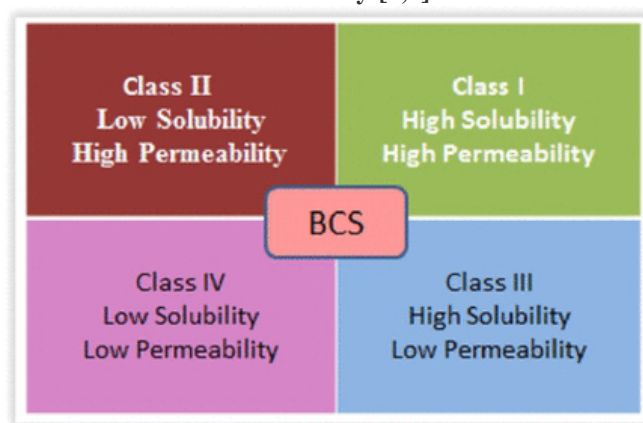 Class II
Low Solubility
High Permeability
Class I
High Solubility
High Permeability
BCS
Class IV
Low Solubility
Low Permeability
Class III
High Solubility
Low Permeability